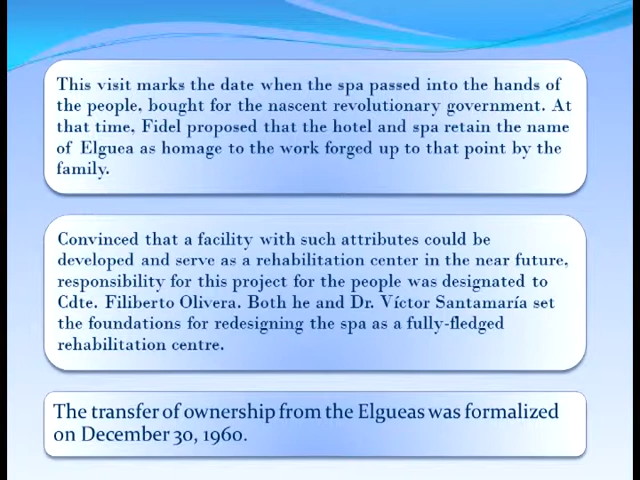 This visit marks the date when the spa passed into the hands of
the people, bought for the nascent revolutionary government. At
that time, Fidel proposed that the hotel and spa retain the name
of Elguea as homage to the work forged up to that point by the
family.
Convinced that a facility with such attributes could be
developed and serve as a rehabilitation center in the near future,
responsibility for this project for the people was designated to
Cdte. Filiberto Olivera. Both he and Dr. Víctor Santamaría set
the foundations for redesigning the spa as a fully-fledged
rehabilitation centre.
The transfer of ownership from the Elgueas was formalized
on December 30, 1960.